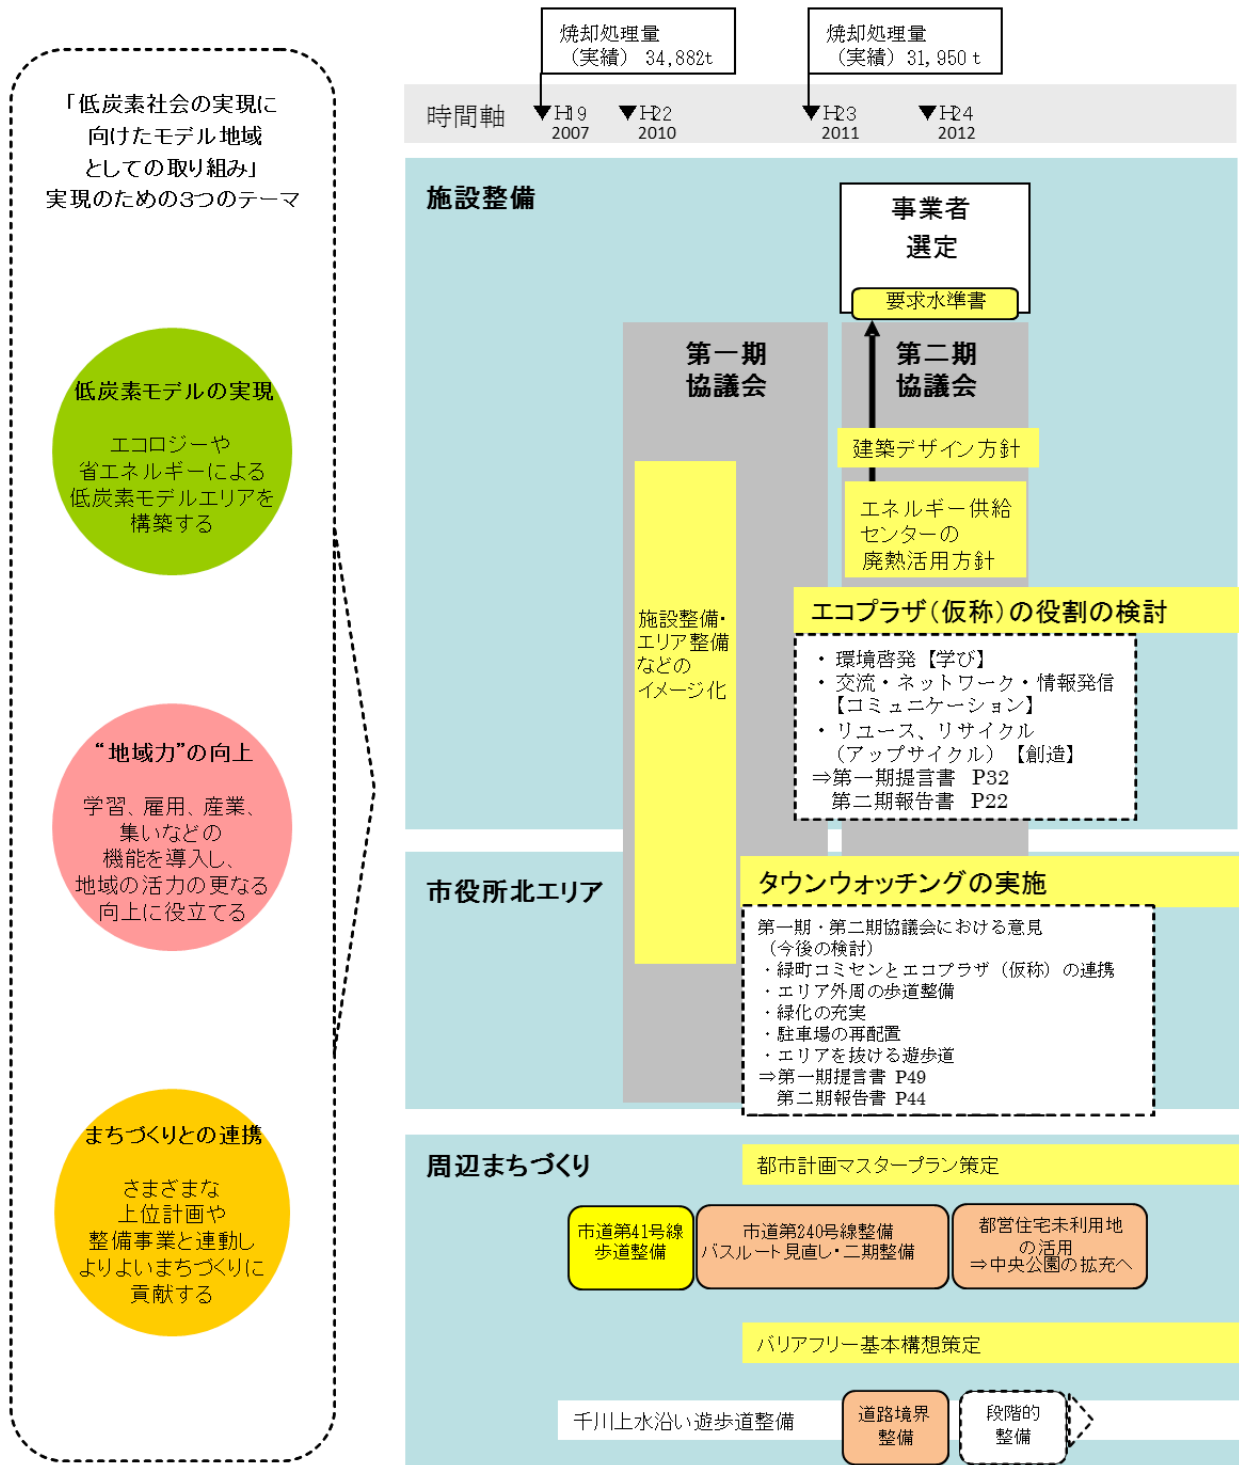 焼却処理量
（実績） 34,882t
焼却処理量
（実績） 31,950 t
時間軸
▼H19
2007
▼H22
2010
▼H23
2011
▼H24
2012
「低炭素社会の実現に
向けたモデル地域
としての取り組み」
実現のための3つのテーマ
低炭素モデルの実現
エコロジーや
省エネルギーによる
低炭素モデルエリアを
構築する
“地域力”の向上
学習、雇用、産業、
集いなどの
機能を導入し、
地域の活力の更なる
向上に役立てる
まちづくりとの連携
さまざまな
上位計画や
整備事業と連動し
よりよいまちづくりに
貢献する
施設整備
事業者
選定
要求水準書
第一期
協議会
第二期
協議会
建築デザイン方針
エネルギー供給
センターの
廃熱活用方針
施設整備・
エリア整備
などの
イメージ化
エコプラザ（仮称）の役割の検討
・ 環境啓発【学び】
・ 交流・ネットワーク・情報発信
【コミュニケーション】
・ リユース、リサイクル
（アップサイクル）【創造】
⇒第一期提言書 P32
第二期報告書 P22
市役所北エリア
タウンウォッチングの実施
第一期・第二期協議会における意見
（今後の検討）
・緑町コミセンとエコプラザ（仮称）の連携
・エリア外周の歩道整備
・緑化の充実
・駐車場の再配置
・エリアを抜ける遊歩道
⇒第一期提言書 P49
第二期報告書 P44
周辺まちづくり
都市計画マスタープラン策定
市道第41号線
歩道整備
市道第240号線整備
バスルート見直し・二期整備
都営住宅未利用地
の活用
⇒中央公園の拡充へ
バリアフリー基本構想策定
千川上水沿い遊歩道整備
道路境界
整備
段階的
整備